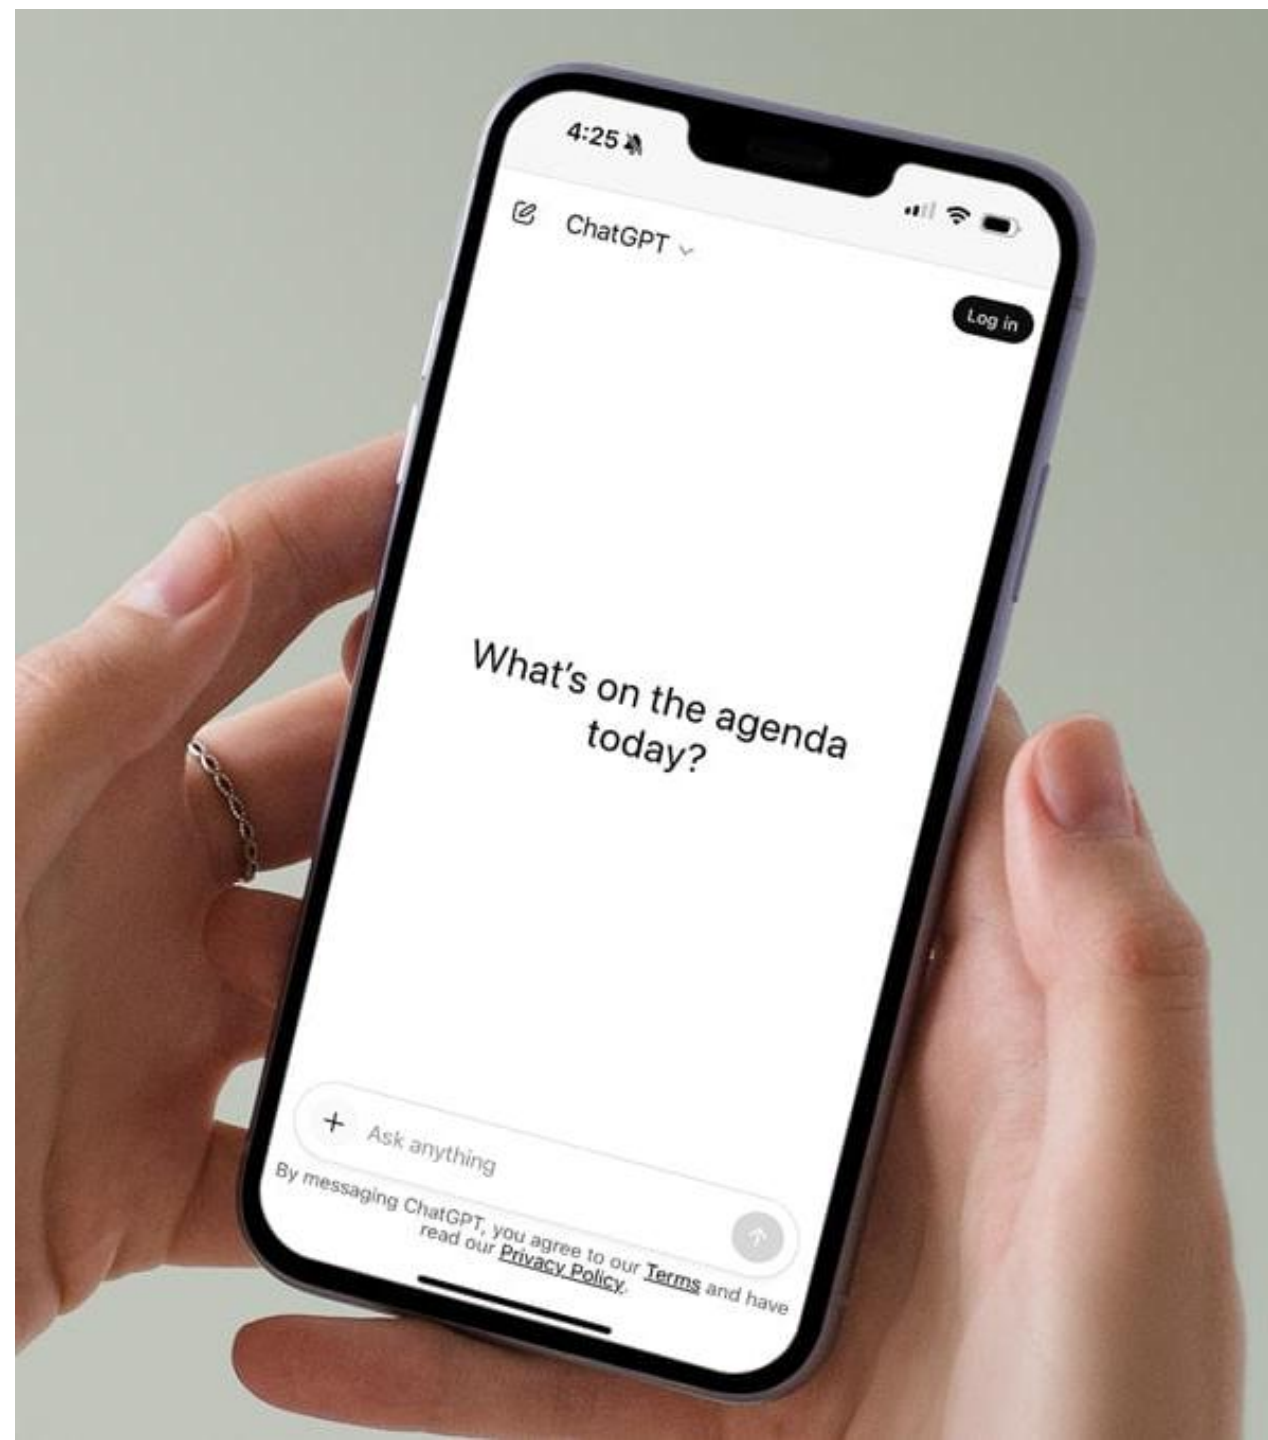 4:25
ChatGPT
Log in
What's on the agenda
today?
Ask anything
By messaging ChatGPT, you agree to our Terms and have
read our Privacy Policy.